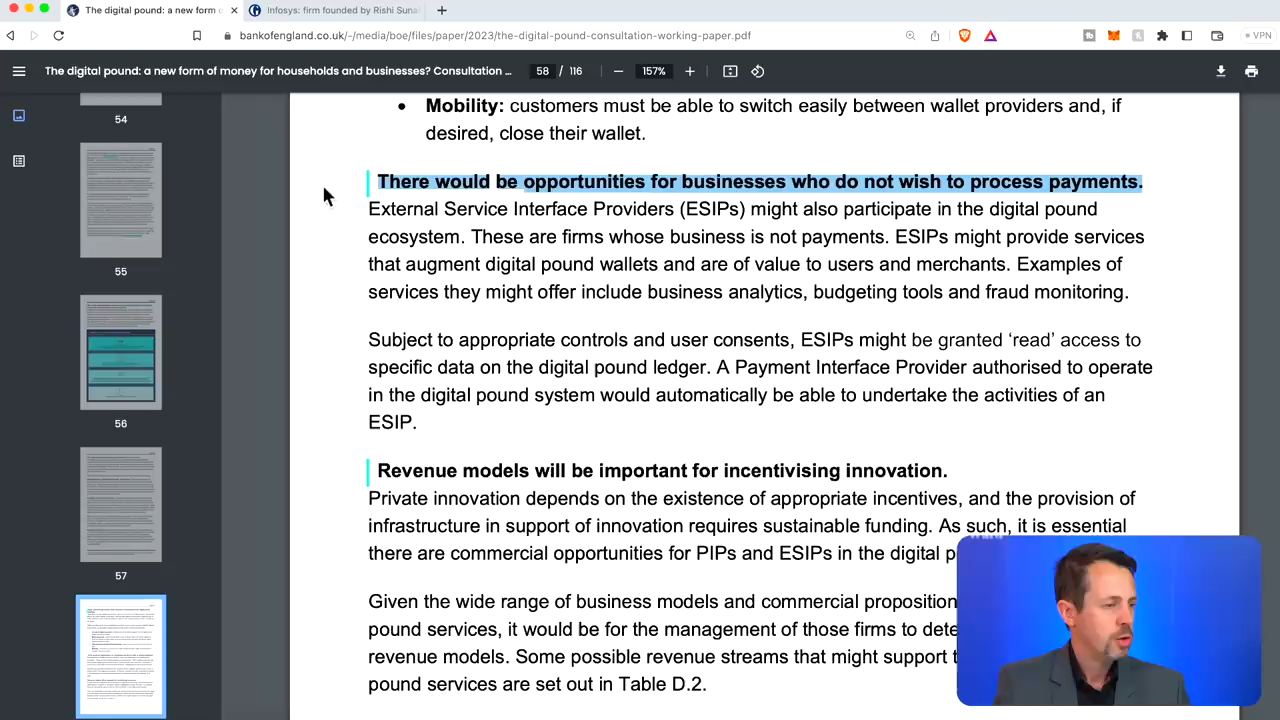 The digital pound: a new form o
Infosys: firm founded by Rishi Suna
bankofengland.co.uk/-/media/boe/files/paper/2023/the-digital-pound-consultation-working-paper.pdf
VPN
The digital pound: a new form of money for households and businesses? Consultation ...
58 / 116
157%
54
55
56
57
• Mobility: customers must be able to switch easily between wallet providers and, if
desired, close their wallet.
There would be opportunities for businesses who do not wish to process payments.
External Service Interface Providers (ESIPs) might also participate in the digital pound
ecosystem. These are firms whose business is not payments. ESIPs might provide services
that augment digital pound wallets and are of value to users and merchants. Examples of
services they might offer include business analytics, budgeting tools and fraud monitoring.
Subject to appropriate controls and user consents, ESIPs might be granted ‘read’ access to
specific data on the digital pound ledger. A Payment Interface Provider authorised to operate
in the digital pound system would automatically be able to undertake the activities of an
ESIP.
Revenue models will be important for incentivising innovation.
Private innovation depends on the existence of appropriate incentives, and the provision of
infrastructure in support of innovation requires sustainable funding. As such, it is essential
there are commercial opportunities for PIPs and ESIPs in the digital p
Given the wide range of business models and commercial proposition
pound services, it is there for the management of those firms to dete
revenue models. Some possible revenue streams that might support
pound services are set out in Table D.2.